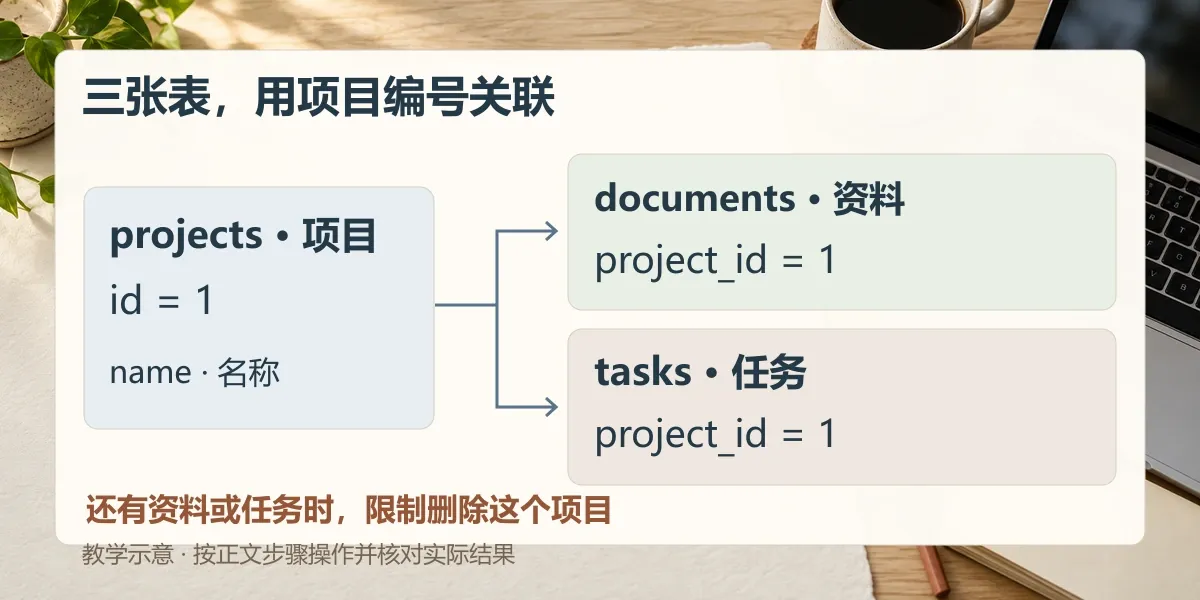 三张表，用项目编号关联
projects • 项目
id = 1
name · 名称
documents • 资料
project_id = 1
tasks • 任务
project_id = 1
还有资料或任务时，限制删除这个项目
教学示意 · 按正文步骤操作并核对实际结果